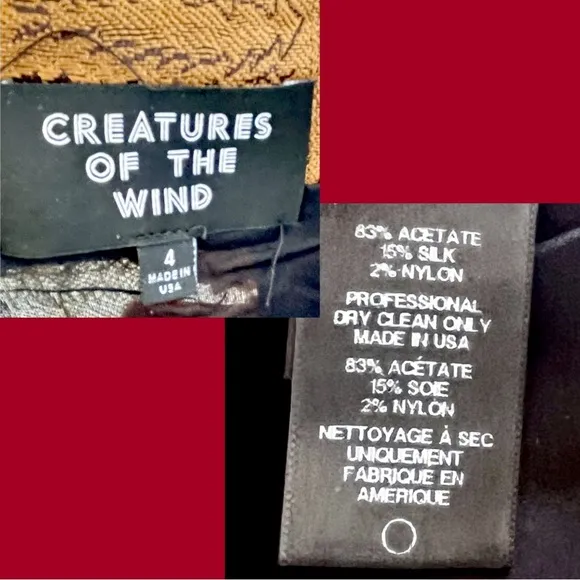 CREATURES
OF THE
WIND
4
MADE IN
USA
83% ACETATE
15% SILK
2% NYLON
PROFESSIONAL
DRY CLEAN ONLY
MADE IN USA
83% ACÉTATE
15% SOIE
2% NYLON
NETTOYAGE À SEC
UNIQUEMENT
FABRIQUÉ EN
AMERIQUE